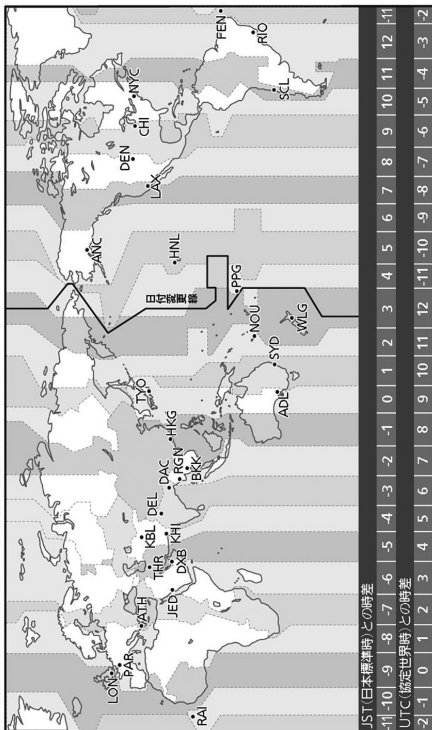 ANC
LON
PAR
DEN
CHI
NYC
ATH
THR
KBL
TYO
LAX
日付変更線
DEL
DAC
HKG
KHI
DXB
JED
RGN
HNL
BKK
RAI
FEN
PPG
NOU
RIO
SYD
SCL
ADL
WLG
JST(日本標準時)との時差
-11 -10 -9 -8 -7 -6 -5 -4 -3 -2 -1 0 1 2 3 4 5 6 7 8 9 10 11 12 -11
UTC(協定世界時)との時差
-2 -1 0 1 2 3 4 5 6 7 8 9 10 11 12 -11 -10 -9 -8 -7 -6 -5 -4 -3 -2